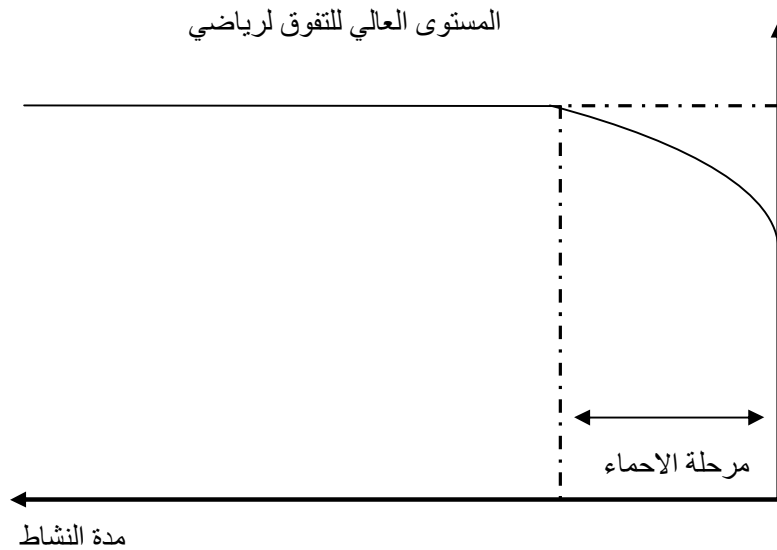 المستوى العالي للتفوق لرياضي
مرحلة الاحماء
مدة النشاط